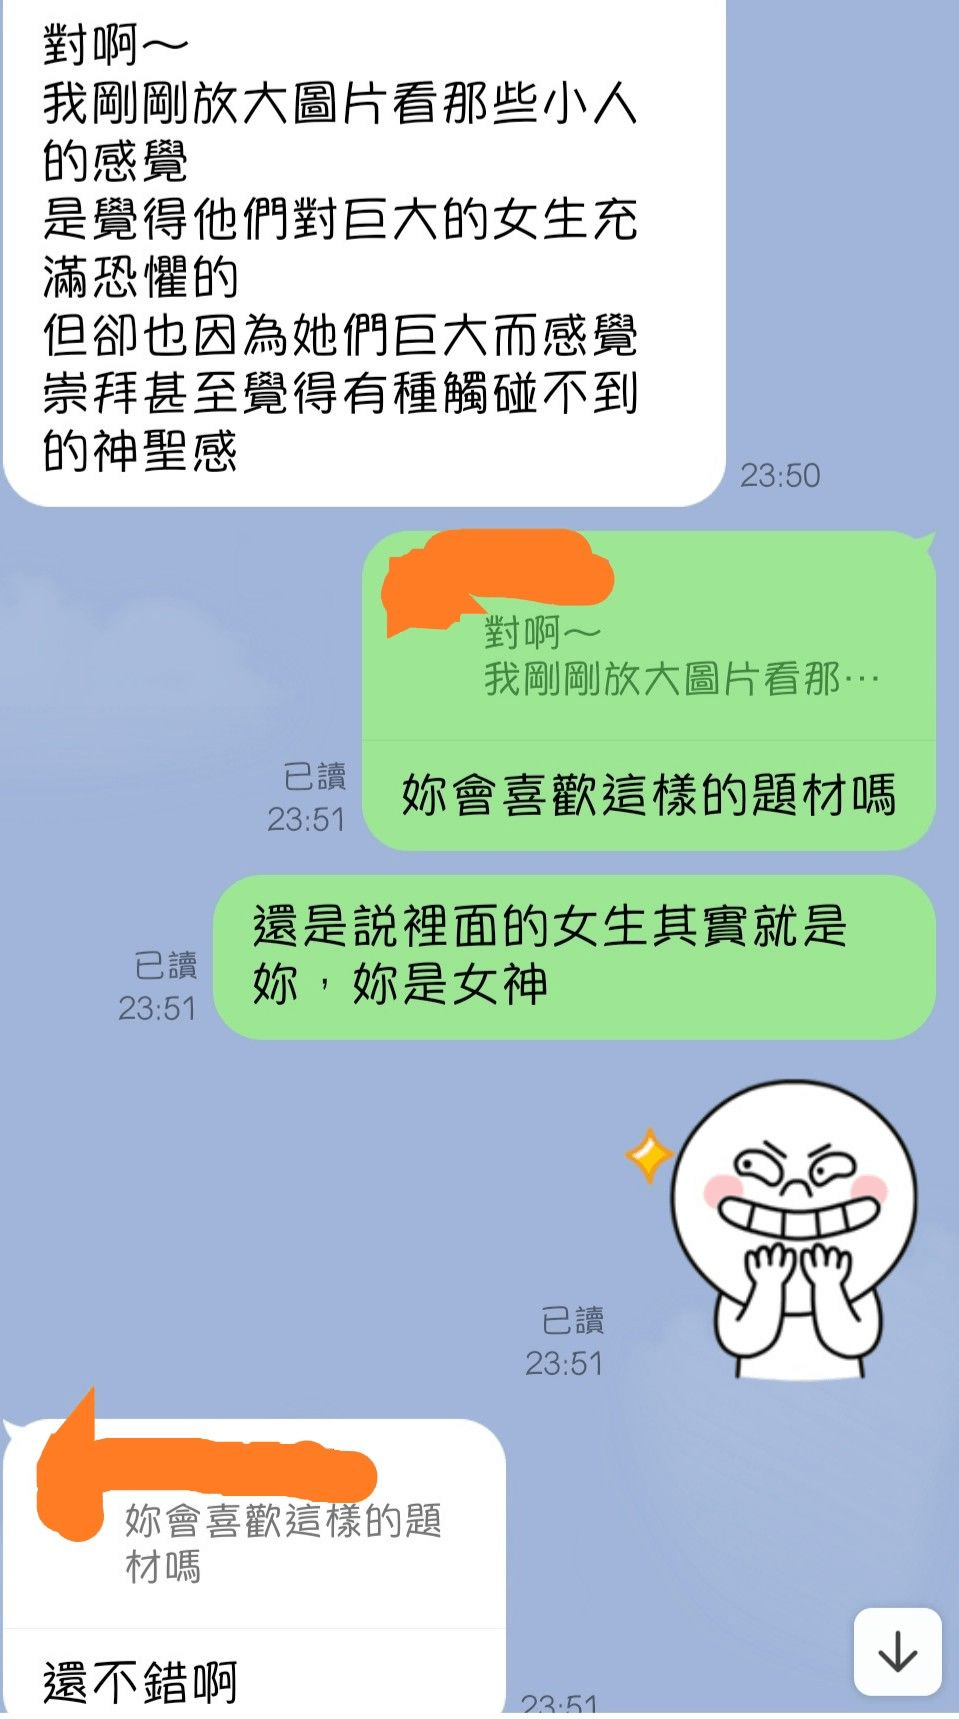 對啊～
我剛剛放大圖片看那些小人
的感覺
是覺得他們對巨大的女生充
滿恐懼的
但卻也因為她們巨大而感覺
崇拜甚至覺得有種觸碰不到
的神聖感
23:50
對啊～
我剛剛放大圖片看那…
妳會喜歡這樣的題材嗎
已讀
23:51
還是説裡面的女生其實就是
妳，妳是女神
已讀
23:51
已讀
23:51
妳會喜歡這樣的題
材嗎
還不錯啊
23:51